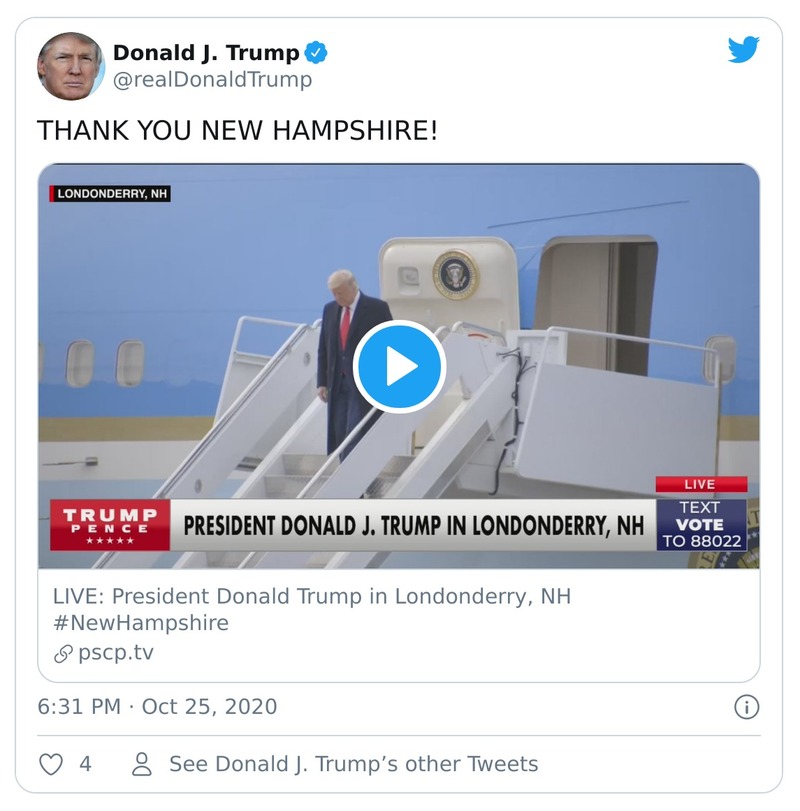 Donald J. Trump
@realDonaldTrump
THANK YOU NEW HAMPSHIRE!
LONDONDERRY, NH
LIVE
TRUMP
PENCE
PRESIDENT DONALD J. TRUMP IN LONDONDERRY, NH
TEXT
VOTE
TO 88022
LIVE: President Donald Trump in Londonderry, NH
#NewHampshire
pscp.tv
6:31 PM · Oct 25, 2020
4
See Donald J. Trump’s other Tweets